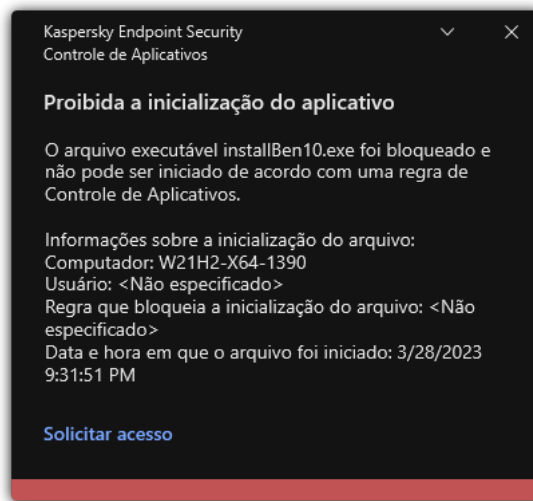 Kaspersky Endpoint Security
Controle de Aplicativos
Proibida a inicialização do aplicativo
O arquivo executável installBen10.exe foi bloqueado e
não pode ser iniciado de acordo com uma regra de
Controle de Aplicativos.
Informações sobre a inicialização do arquivo:
Computador: W21H2-X64-1390
Usuário: <Não especificado>
Regra que bloqueia a inicialização do arquivo: <Não
especificado>
Data e hora em que o arquivo foi iniciado: 3/28/2023
9:31:51 PM
Solicitar acesso